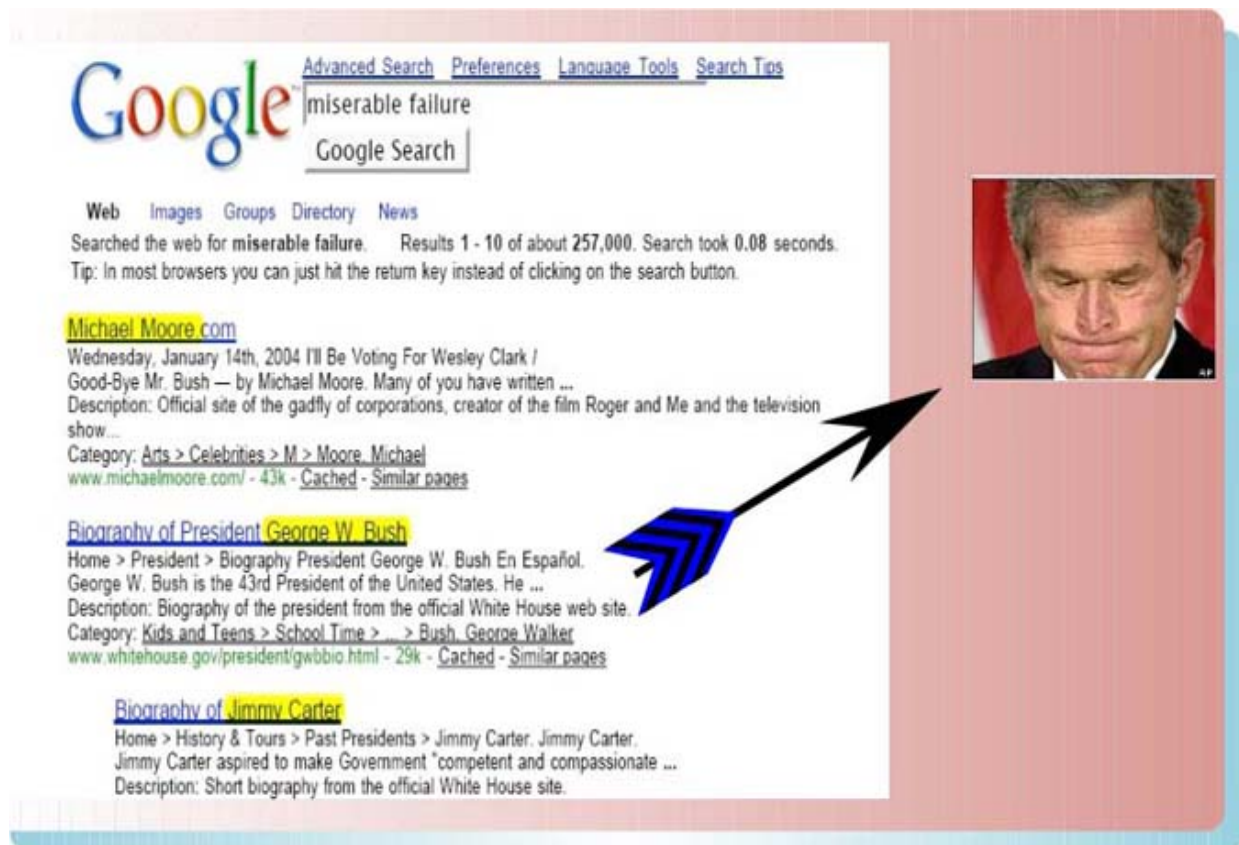 Google
Advanced Search Preferences Language Tools Search Tips
miserable failure
Google Search
Web Images Groups Directory News
Searched the web for miserable failure. Results 1 - 10 of about 257,000. Search took 0.08 seconds.
Tip: In most browsers you can just hit the return key instead of clicking on the search button.
Michael Moore.com
Wednesday, January 14th, 2004 I'll Be Voting For Wesley Clark /
Good-Bye Mr. Bush — by Michael Moore. Many of you have written ...
Description: Official site of the gadfly of corporations, creator of the film Roger and Me and the television
show...
Category: Arts > Celebrities > M > Moore, Michael
www.michaelmoore.com/ - 43k - Cached - Similar pages
Biography of President George W. Bush
Home > President > Biography President George W. Bush En Español.
George W. Bush is the 43rd President of the United States. He ...
Description: Biography of the president from the official White House web site.
Category: Kids and Teens > School Time > ... > Bush, George Walker
www.whitehouse.gov/president/gwbbio.html - 29k - Cached - Similar pages
Biography of Jimmy Carter
Home > History & Tours > Past Presidents > Jimmy Carter. Jimmy Carter.
Jimmy Carter aspired to make Government "competent and compassionate ...
Description: Short biography from the official White House site.
AP